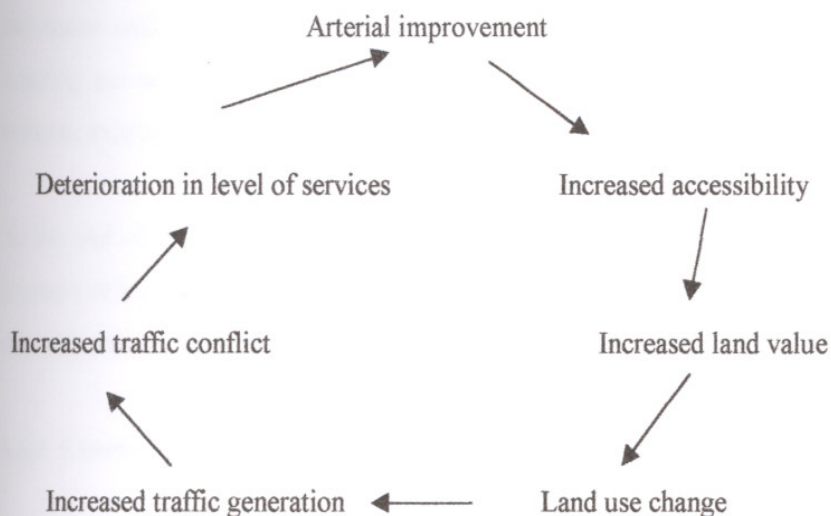 Arterial improvement
Deterioration in level of services
Increased accessibility
Increased traffic conflict
Increased land value
Increased traffic generation
Land use change